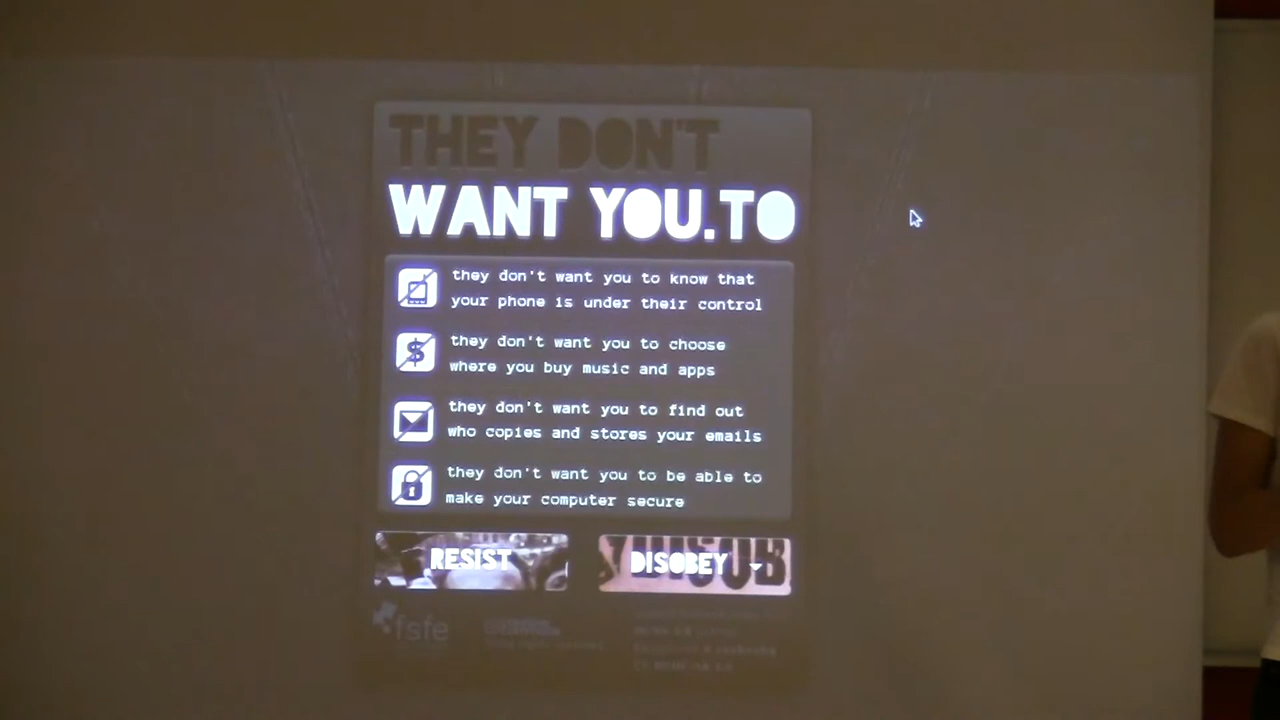 THEY DON'T
WANT YOU.TO
they don't want you to know that
your phone is under their control
$
they don't want you to choose
where you buy music and apps
they don't want you to find out
who copies and stores your emails
they don't want you to be able to
make your computer secure
RESIST
DISOBEY
fsfe